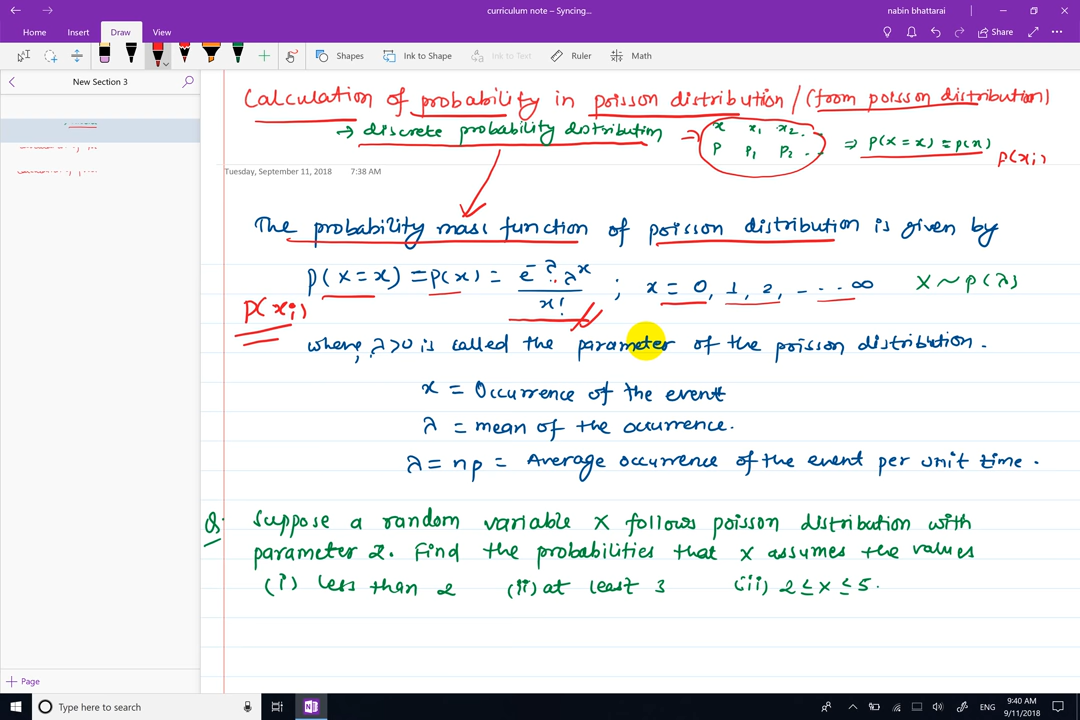 curriculum note - Syncing...
nabin bhattarai
Home Insert Draw View
Share
Shapes Ink to Shape Ink to Text Ruler Math
New Section 3
Calculation of probability in poisson distribution / (from poisson distribution)
→ discrete probability distribution ⇒ x x₁ x₂ .. ⇒ P(X = x) = p(x)
P P₁ P₂ .. P(xi)
Tuesday, September 11, 2018 7:38 AM
The probability mass function of poisson distribution is given by
P(X = x) = P(x) = e^-λ λ^x / x! ; x = 0, 1, 2, - ... ∞ X ~ P(λ)
P(xi)
where, λ > 0 is called the parameter of the poisson distribution.
x = Occurrence of the event
λ = mean of the occurrence.
λ = np = Average occurrence of the event per unit time.
Q. Suppose a random variable X follows poisson distribution with
parameter 2. Find the probabilities that X assumes the values
(i) less than 2 (ii) at least 3 (iii) 2 ≤ X ≤ 5.
+ Page
Type here to search
ENG
9:40 AM
9/11/2018